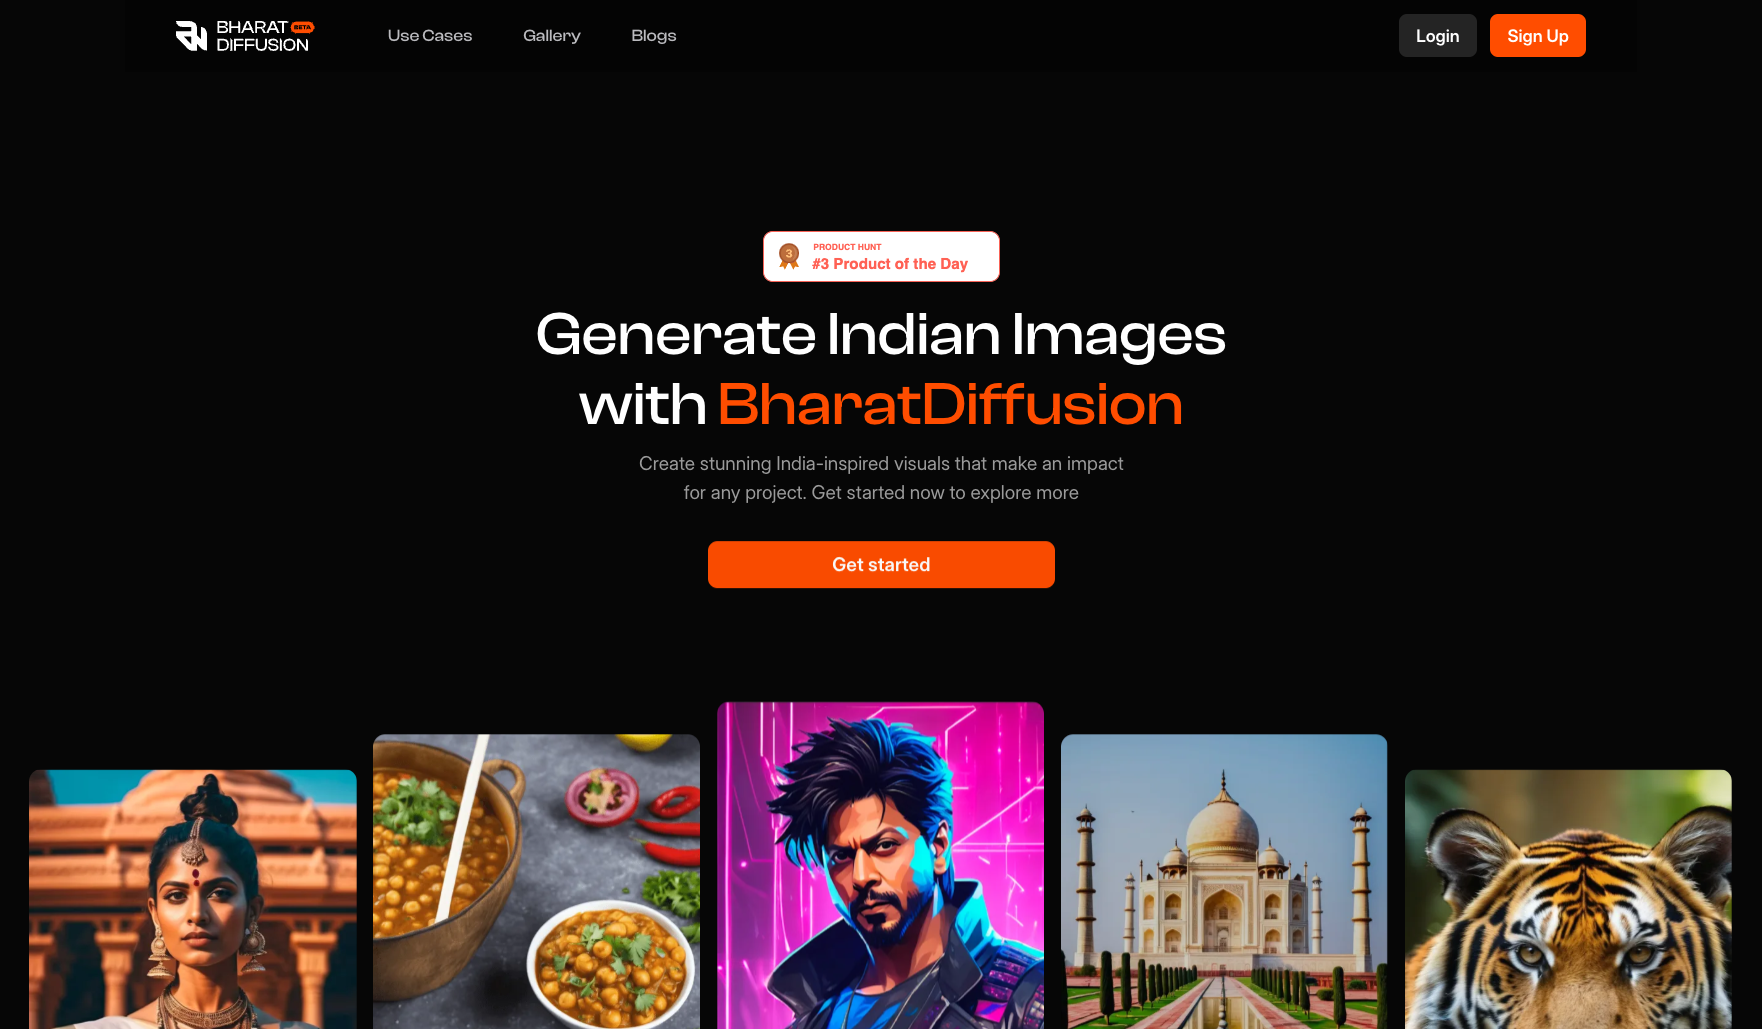 BHARAT BETA
DIFFUSION
Use Cases
Gallery
Blogs
Login
Sign Up
3
PRODUCT HUNT
#3 Product of the Day
Generate Indian Images
with BharatDiffusion
Create stunning India-inspired visuals that make an impact
for any project. Get started now to explore more
Get started